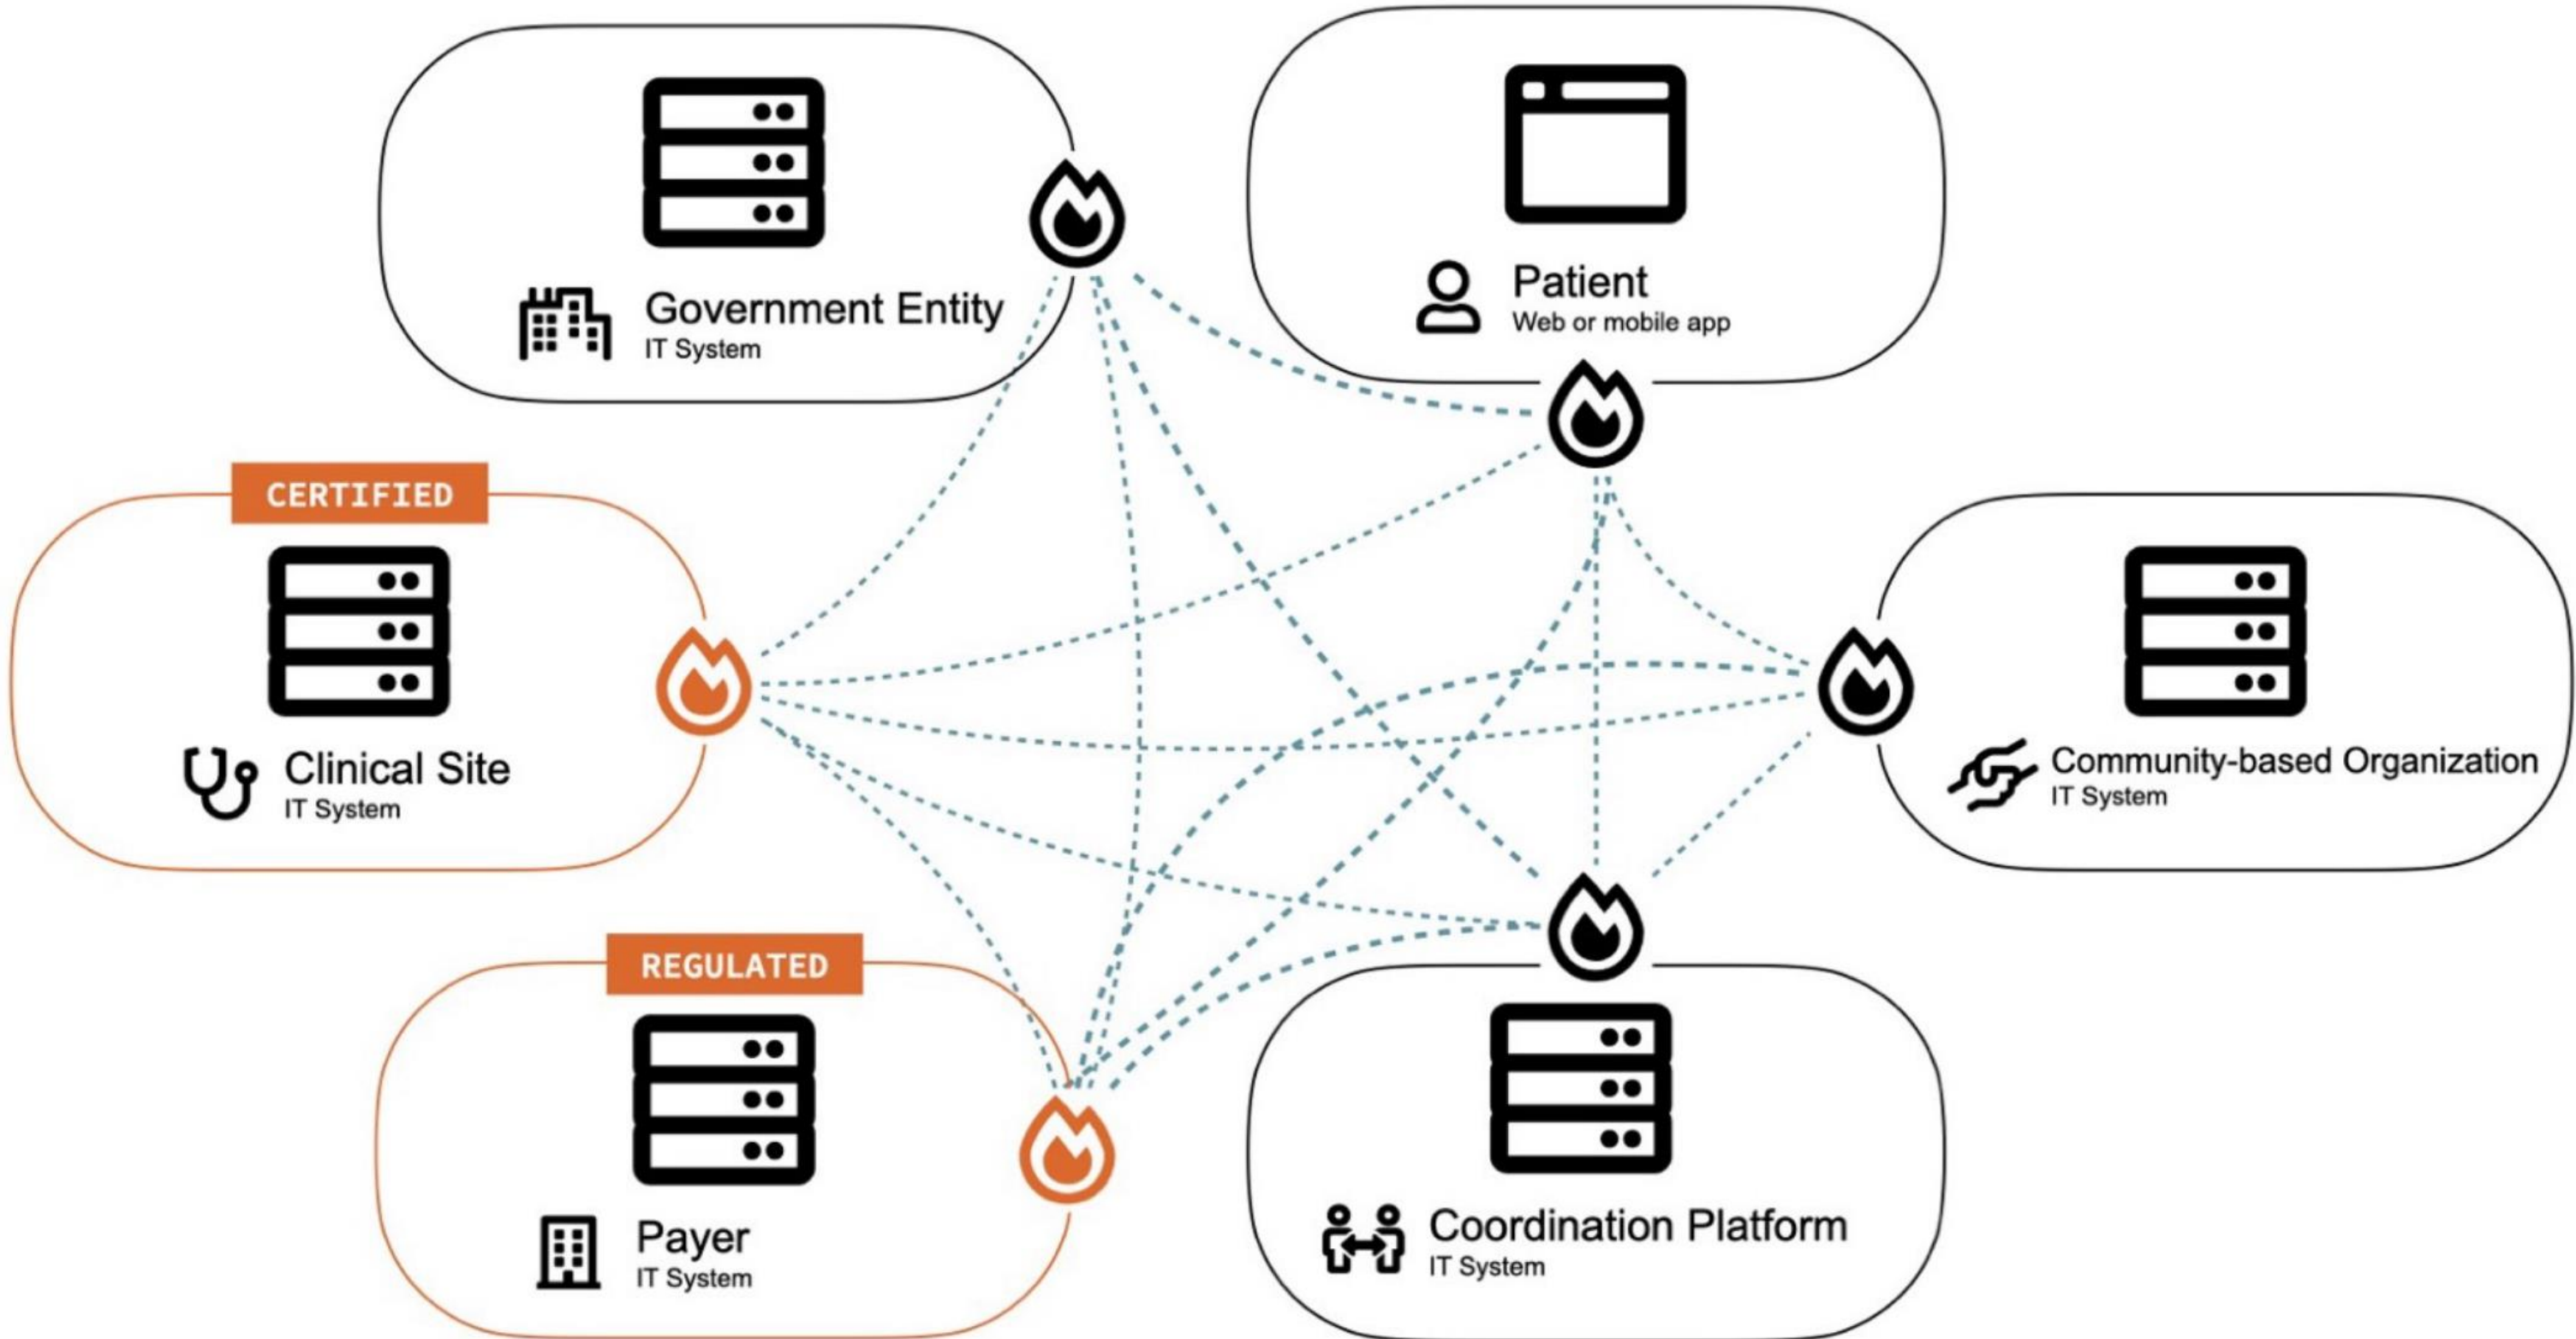 Government Entity
IT System
Patient
Web or mobile app
CERTIFIED
Clinical Site
IT System
Community-based Organization
IT System
REGULATED
Payer
IT System
Coordination Platform
IT System